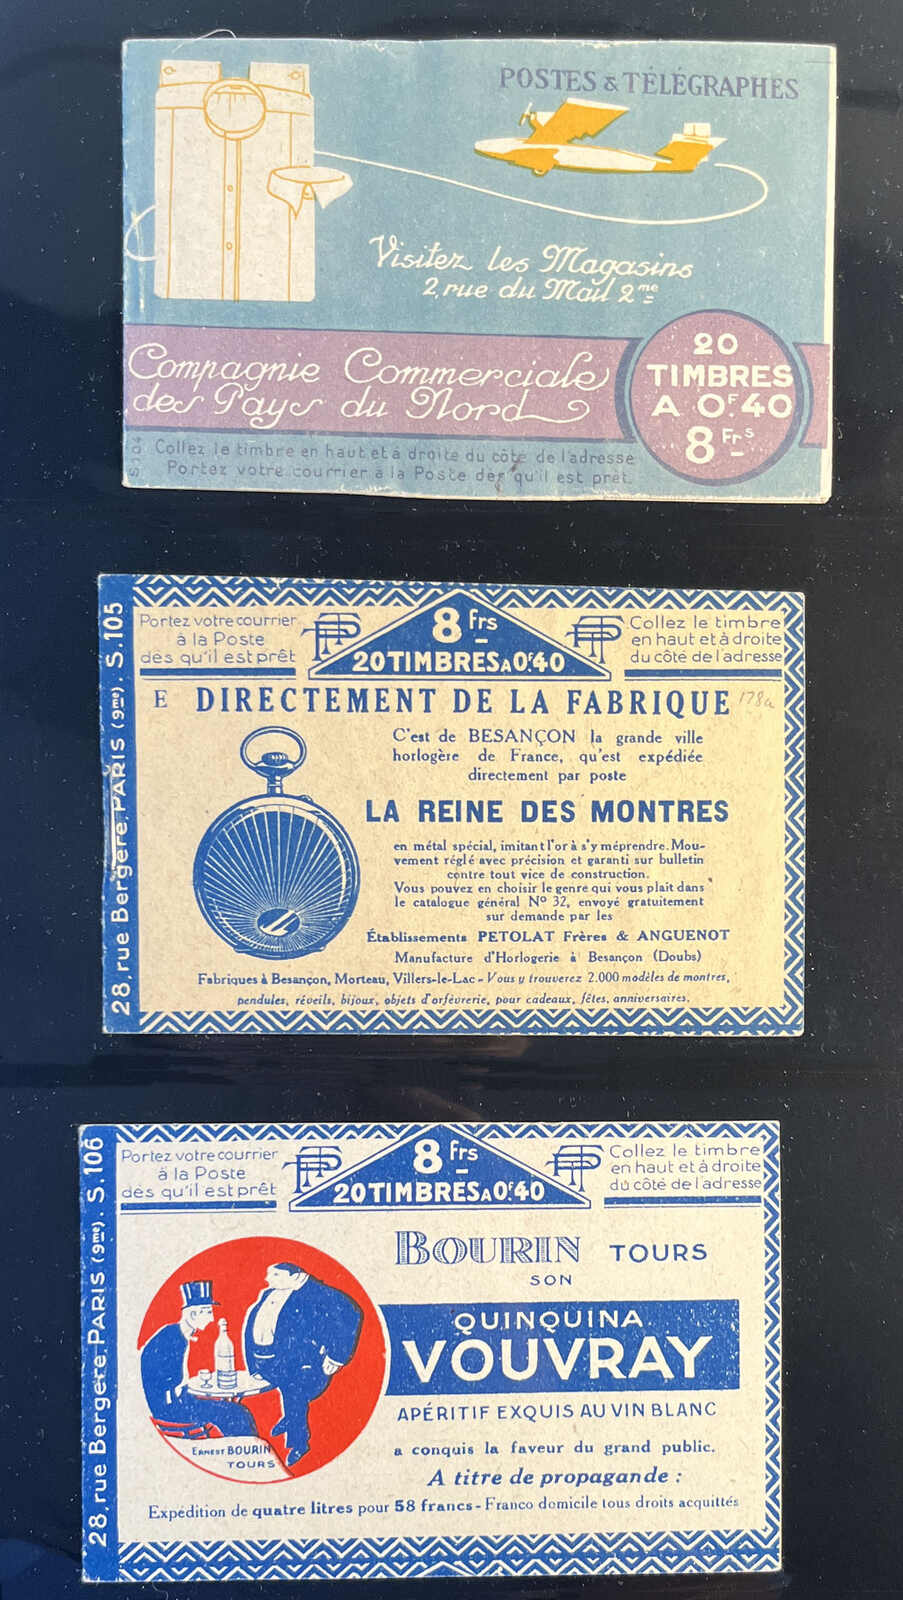 POSTES & TÉLÉGRAPHES
Visitez les Magasins
2, rue du Mail 2me
Compagnie Commerciale
des Pays du Nord
20
TIMBRES
A 0F.40
8 Frs
S.104
Collez le timbre en haut et à droite du côté de l'adresse
Portez votre courrier à la Poste dès qu'il est prêt.
28, rue Bergère, PARIS (9me). S. 105
Portez votre courrier
à la Poste
dès qu'il est prêt
PTT
8 frs
20 TIMBRES A 0F40
PTT
Collez le timbre
en haut et à droite
du côté de l'adresse
E DIRECTEMENT DE LA FABRIQUE
178a
C'est de BESANÇON la grande ville
horlogère de France, qu'est expédiée
directement par poste
LA REINE DES MONTRES
en métal spécial, imitant l'or à s'y méprendre. Mou-
vement réglé avec précision et garanti sur bulletin
contre tout vice de construction.
Vous pouvez en choisir le genre qui vous plait dans
le catalogue général No 32, envoyé gratuitement
sur demande par les
Établissements PETOLAT Frères & ANGUENOT
Manufacture d'Horlogerie à Besançon (Doubs)
Fabriques à Besançon, Morteau, Villers-le-Lac - Vous y trouverez 2.000 modèles de montres,
pendules, réveils, bijoux, objets d'orfèvrerie, pour cadeaux, fêtes, anniversaires.
28, rue Bergère, PARIS (9me). S. 106
Portez votre courrier
à la Poste
dès qu'il est prêt
PTT
8 frs
20 TIMBRES A 0F40
PTT
Collez le timbre
en haut et à droite
du côté de l'adresse
BOURIN TOURS
SON
QUINQUINA
VOUVRAY
APÉRITIF EXQUIS AU VIN BLANC
ERNEST BOURIN
TOURS
a conquis la faveur du grand public.
A titre de propagande :
Expédition de quatre litres pour 58 francs - Franco domicile tous droits acquittés